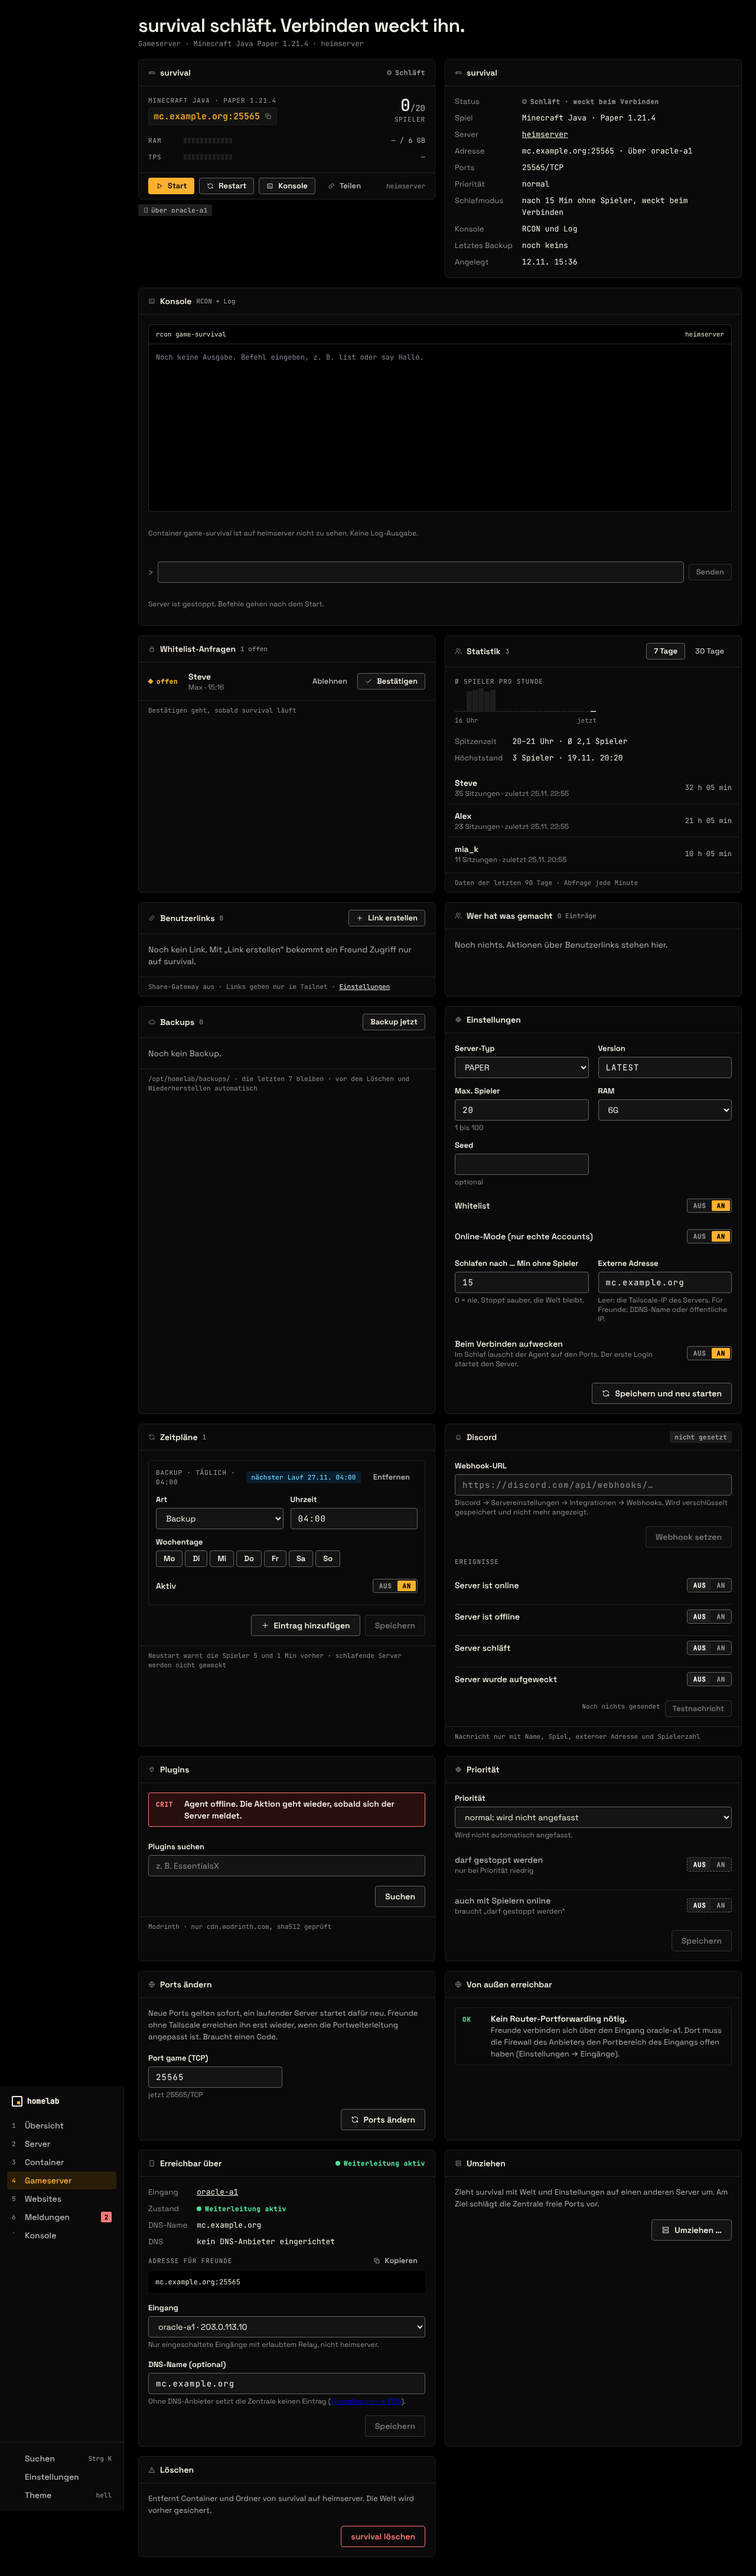 survival schläft. Verbinden weckt ihn.
Gameserver · Minecraft Java Paper 1.21.4 · heimserver
survival
Schläft
MINECRAFT JAVA · PAPER 1.21.4
mc.example.org:25565
0/20
SPIELER
RAM
— / 6 GB
TPS
—
Start
Restart
Konsole
Teilen
heimserver
über oracle-a1
survival
Status
Schläft · weckt beim Verbinden
Spiel
Minecraft Java · Paper 1.21.4
Server
heimserver
Adresse
mc.example.org:25565 · über oracle-a1
Ports
25565/TCP
Priorität
normal
Schlafmodus
nach 15 Min ohne Spieler, weckt beim
Verbinden
Konsole
RCON und Log
Letztes Backup
noch keins
Angelegt
12.11. 15:36
Konsole RCON + Log
rcon game-survival
heimserver
Noch keine Ausgabe. Befehl eingeben, z. B. list oder say Hallo.
Container game-survival ist auf heimserver nicht zu sehen. Keine Log-Ausgabe.
>
Senden
Server ist gestoppt. Befehle gehen nach dem Start.
Whitelist-Anfragen 1 offen
offen
Steve
Max · 15:16
Ablehnen
Bestätigen
Bestätigen geht, sobald survival läuft
Statistik 3
7 Tage
30 Tage
Ø SPIELER PRO STUNDE
16 Uhr
jetzt
Spitzenzeit
20–21 Uhr · Ø 2,1 Spieler
Höchststand
3 Spieler · 19.11. 20:20
Steve
35 Sitzungen · zuletzt 25.11. 22:55
32 h 05 min
Alex
23 Sitzungen · zuletzt 25.11. 22:55
21 h 05 min
mia_k
11 Sitzungen · zuletzt 25.11. 20:55
10 h 05 min
Daten der letzten 90 Tage · Abfrage jede Minute
Benutzerlinks 0
Link erstellen
Noch kein Link. Mit „Link erstellen“ bekommt ein Freund Zugriff nur
auf survival.
Share-Gateway aus · Links gehen nur im Tailnet · Einstellungen
Wer hat was gemacht 0 Einträge
Noch nichts. Aktionen über Benutzerlinks stehen hier.
Backups 0
Backup jetzt
Noch kein Backup.
/opt/homelab/backups/ · die letzten 7 bleiben · vor dem Löschen und
Wiederherstellen automatisch
Einstellungen
Server-Typ
Version
PAPER
LATEST
Max. Spieler
RAM
20
6G
1 bis 100
Seed
optional
Whitelist
AUS AN
Online-Mode (nur echte Accounts)
AUS AN
Schlafen nach … Min ohne Spieler
Externe Adresse
15
mc.example.org
0 = nie. Stoppt sauber, die Welt bleibt.
Leer: die Tailscale-IP des Servers. Für
Freunde: DDNS-Name oder öffentliche
IP.
Beim Verbinden aufwecken
Im Schlaf lauscht der Agent auf den Ports. Der erste Login
startet den Server.
AUS AN
Speichern und neu starten
Zeitpläne 1
BACKUP · TÄGLICH ·
04:00
nächster Lauf 27.11. 04:00
Entfernen
Art
Uhrzeit
Backup
04:00
Wochentage
Mo Di Mi Do Fr Sa So
Aktiv
AUS AN
Eintrag hinzufügen
Speichern
Neustart warnt die Spieler 5 und 1 Min vorher · schlafende Server
werden nicht geweckt
Discord
nicht gesetzt
Webhook-URL
https://discord.com/api/webhooks/…
Discord → Servereinstellungen → Integrationen → Webhooks. Wird verschlüsselt
gespeichert und nicht mehr angezeigt.
Webhook setzen
EREIGNISSE
Server ist online
AUS AN
Server ist offline
AUS AN
Server schläft
AUS AN
Server wurde aufgeweckt
AUS AN
Noch nichts gesendet
Testnachricht
Nachricht nur mit Name, Spiel, externer Adresse und Spielerzahl
Plugins
CRIT
Agent offline. Die Aktion geht wieder, sobald sich der
Server meldet.
Plugins suchen
z. B. EssentialsX
Suchen
Modrinth · nur cdn.modrinth.com, sha512 geprüft
Priorität
Priorität
normal: wird nicht angefasst
Wird nicht automatisch angefasst.
darf gestoppt werden
nur bei Priorität niedrig
AUS AN
auch mit Spielern online
braucht „darf gestoppt werden“
AUS AN
Speichern
Ports ändern
Neue Ports gelten sofort, ein laufender Server startet dafür neu. Freunde
ohne Tailscale erreichen ihn erst wieder, wenn die Portweiterleitung
angepasst ist. Braucht einen Code.
Port game (TCP)
25565
jetzt 25565/TCP
Ports ändern
Von außen erreichbar
OK
Kein Router-Portforwarding nötig.
Freunde verbinden sich über den Eingang oracle-a1. Dort muss
die Firewall des Anbieters den Portbereich des Eingangs offen
haben (Einstellungen → Eingänge).
homelab
1 Übersicht
2 Server
3 Container
4 Gameserver
5 Websites
6 Meldungen 2
Konsole
Suchen Strg K
Einstellungen
Theme hell
Erreichbar über
Weiterleitung aktiv
Eingang
oracle-a1
Zustand
Weiterleitung aktiv
DNS-Name
mc.example.org
DNS
kein DNS-Anbieter eingerichtet
ADRESSE FÜR FREUNDE
Kopieren
mc.example.org:25565
Eingang
oracle-a1 · 203.0.113.10
Nur eingeschaltete Eingänge mit erlaubtem Relay, nicht heimserver.
DNS-Name (optional)
mc.example.org
Ohne DNS-Anbieter setzt die Zentrale keinen Eintrag (
).
Speichern
Umziehen
Zieht survival mit Welt und Einstellungen auf einen anderen Server um. Am
Ziel schlägt die Zentrale freie Ports vor.
Umziehen …
Löschen
Entfernt Container und Ordner von survival auf heimserver. Die Welt wird
vorher gesichert.
survival löschen